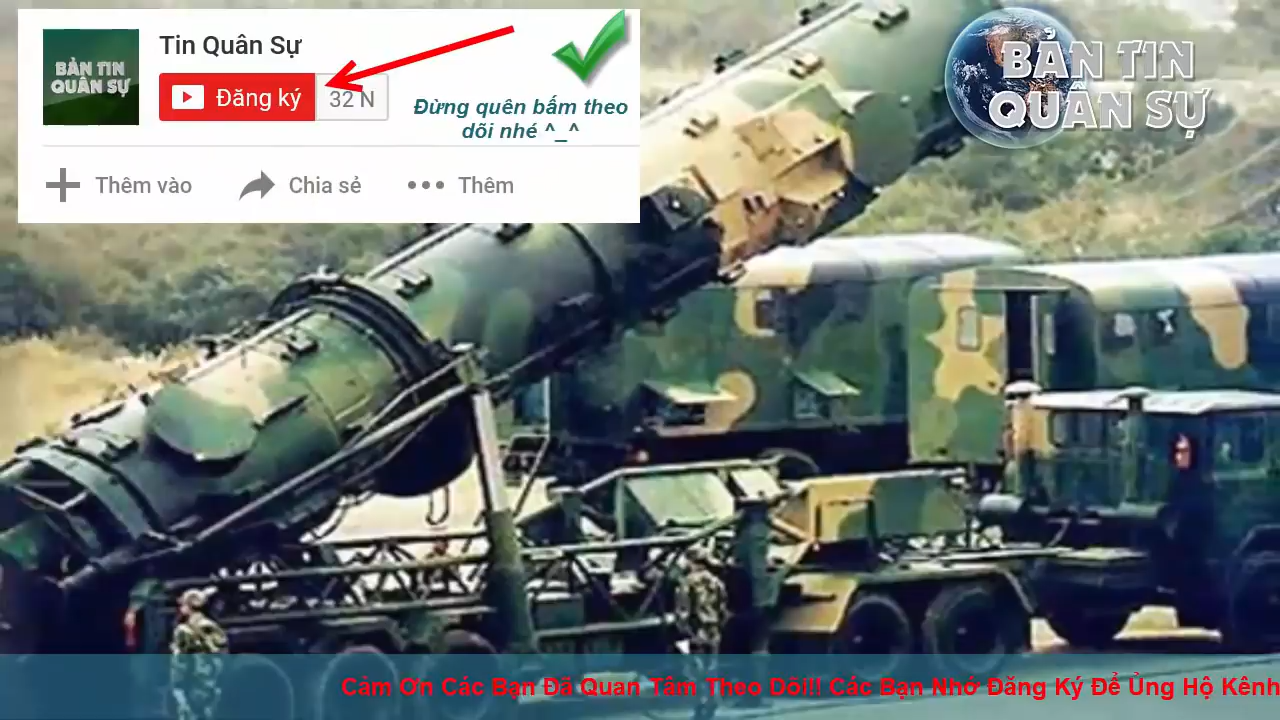 Tin Quân Sự
BẢN TIN
QUÂN SỰ
Đăng ký
32 N
Đừng quên bấm theo
dõi nhé ^_^
Thêm vào
Chia sẻ
Thêm
BẢN TIN
QUÂN SỰ
Cảm Ơn Các Bạn Đã Quan Tâm Theo Dõi!! Các Bạn Nhớ Đăng Ký Để Ủng Hộ Kênh